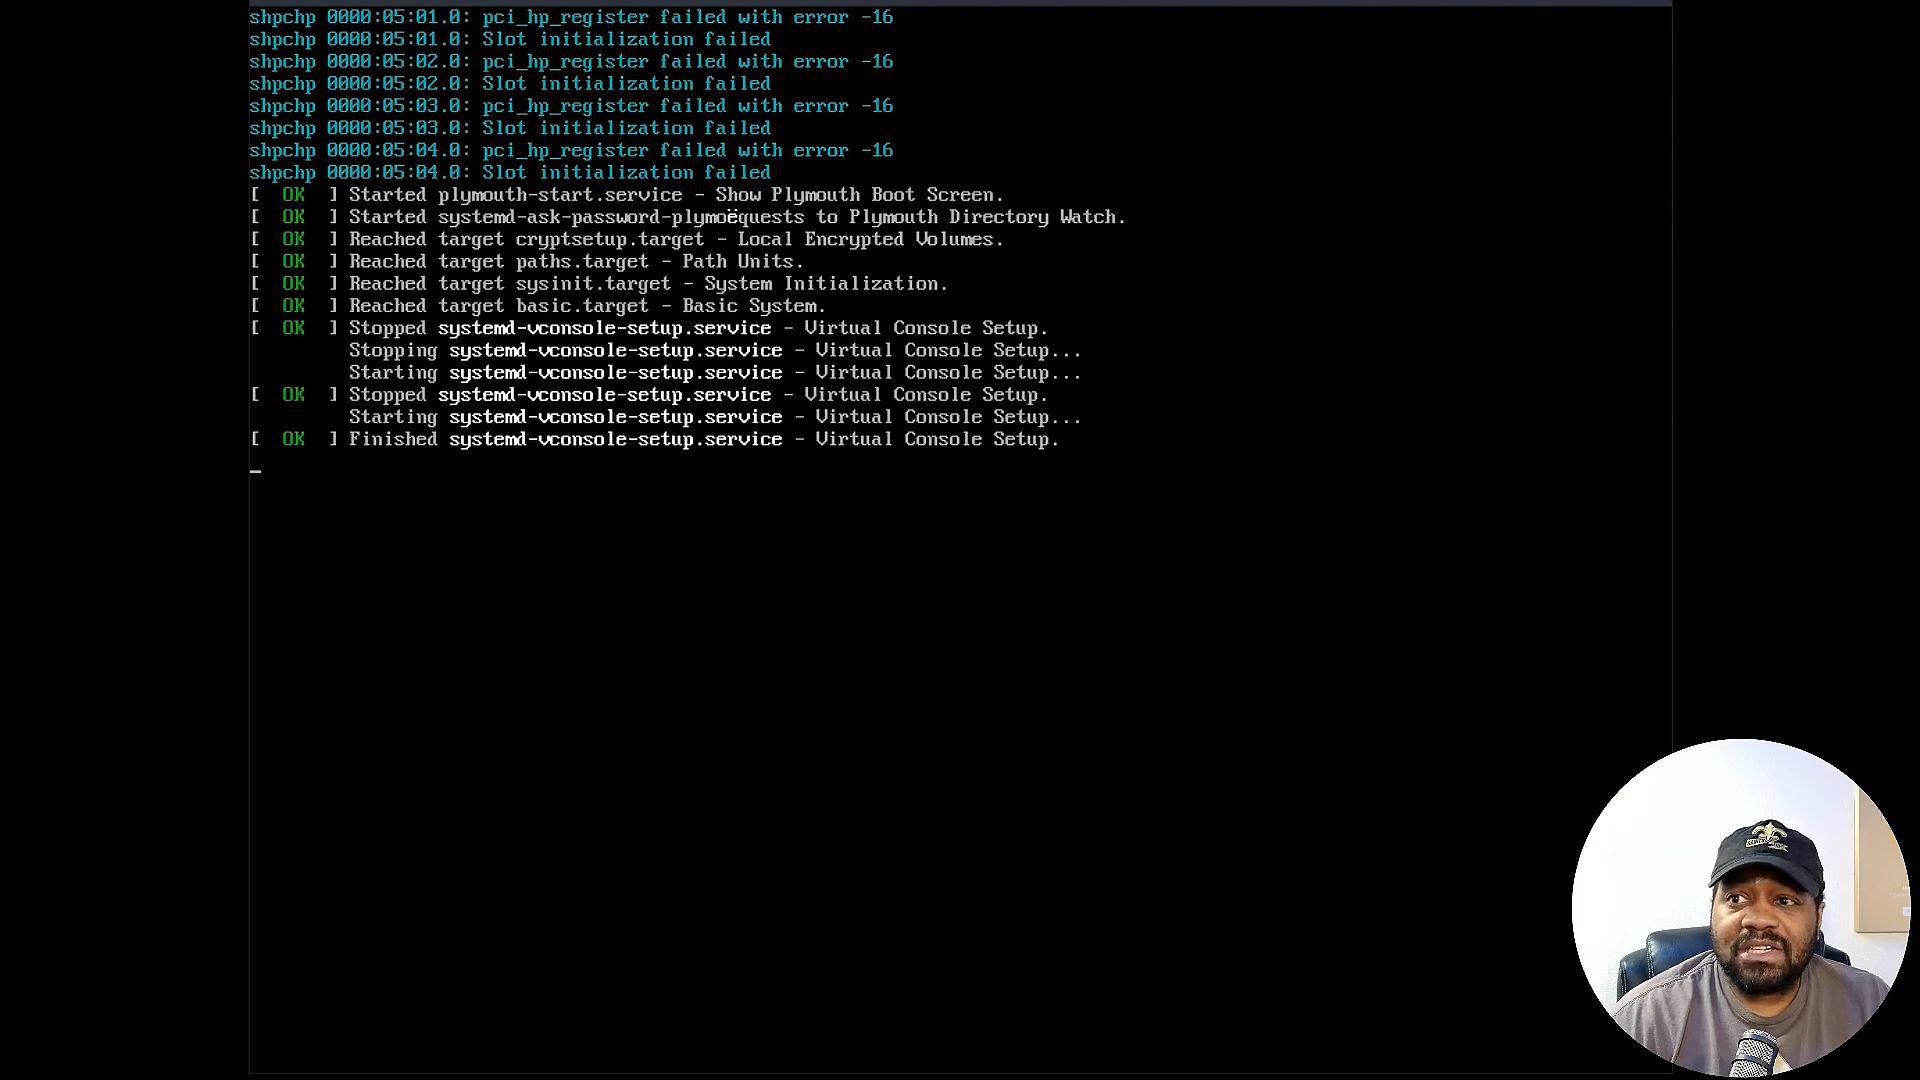 shpchp 0000:05:01.0: pci_hp_register failed with error -16
shpchp 0000:05:01.0: Slot initialization failed
shpchp 0000:05:02.0: pci_hp_register failed with error -16
shpchp 0000:05:02.0: Slot initialization failed
shpchp 0000:05:03.0: pci_hp_register failed with error -16
shpchp 0000:05:03.0: Slot initialization failed
shpchp 0000:05:04.0: pci_hp_register failed with error -16
shpchp 0000:05:04.0: Slot initialization failed
[  OK  ] Started plymouth-start.service - Show Plymouth Boot Screen.
[  OK  ] Started systemd-ask-password-plymo…equests to Plymouth Directory Watch.
[  OK  ] Reached target cryptsetup.target - Local Encrypted Volumes.
[  OK  ] Reached target paths.target - Path Units.
[  OK  ] Reached target sysinit.target - System Initialization.
[  OK  ] Reached target basic.target - Basic System.
[  OK  ] Stopped systemd-vconsole-setup.service - Virtual Console Setup.
Stopping systemd-vconsole-setup.service - Virtual Console Setup...
Starting systemd-vconsole-setup.service - Virtual Console Setup...
[  OK  ] Stopped systemd-vconsole-setup.service - Virtual Console Setup.
Starting systemd-vconsole-setup.service - Virtual Console Setup...
[  OK  ] Finished systemd-vconsole-setup.service - Virtual Console Setup.